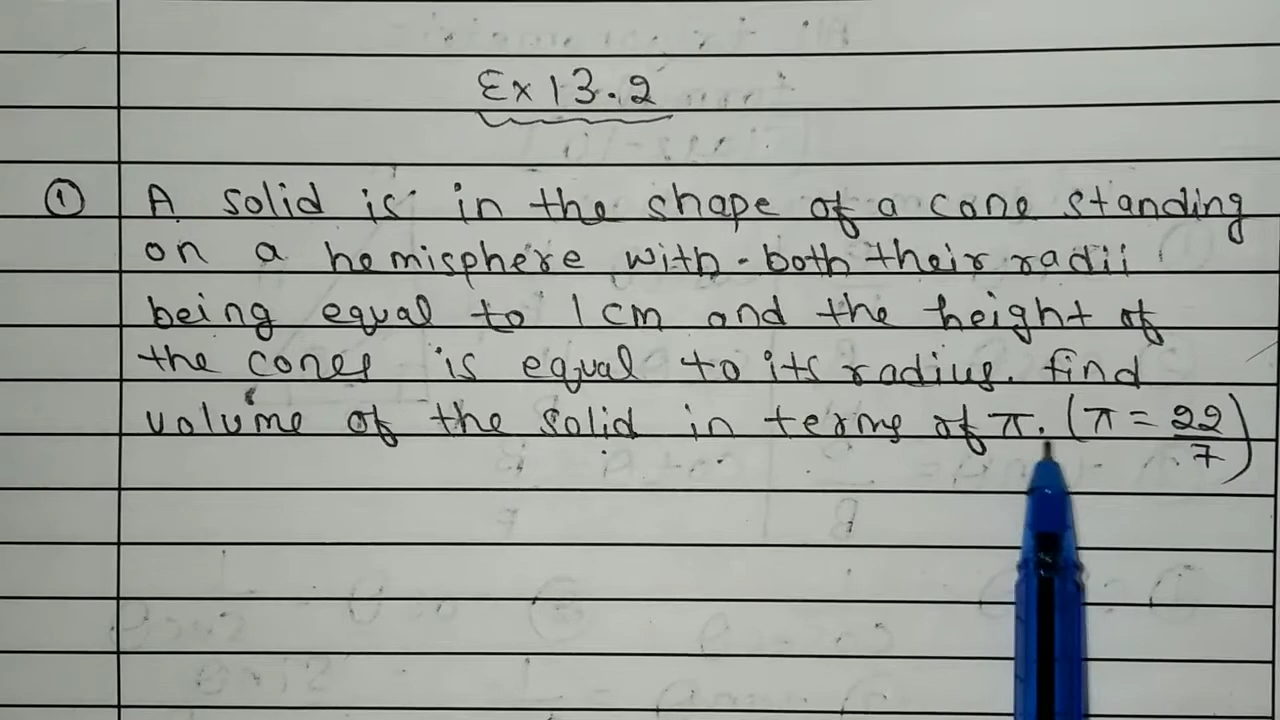 Ex 13.2
① A solid is in the shape of a cone standing
on a hemisphere with both their radii
being equal to 1 cm and the height of
the cones is equal to its radius. find
volume of the solid in terms of π. (π = 22/7)